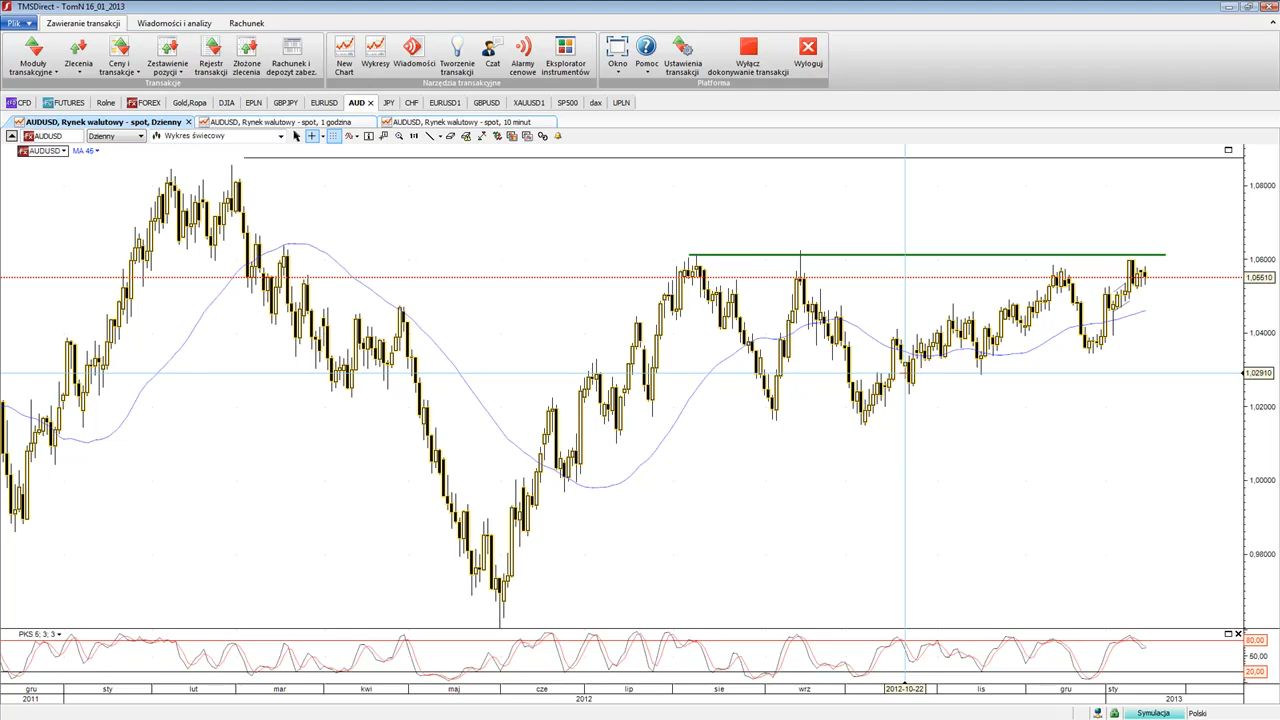 TMSDirect - TomN 16_01_2013
Plik Zawieranie transakcji Wiadomości i analizy Rachunek
Moduły transakcyjne Zlecenia Ceny i transakcje Zestawienie pozycji Rejestr transakcji Złożone zlecenia Rachunek i depozyt zabez. New Chart Wykresy Wiadomości Tworzenie transakcji Czat Alarmy cenowe Eksplorator instrumentów Okno Pomoc Ustawienia transakcji Wyłącz dokonywanie transakcji Wyloguj
Transakcje Narzędzia transakcyjne Platforma
CFD FUTURES Rolne FOREX Gold,Ropa DJIA EPLN GBPJPY EURUSD AUD JPY CHF EURUSD1 GBPUSD XAUUSD1 SP500 dax UPLN
AUDUSD, Rynek walutowy - spot, Dzienny AUDUSD, Rynek walutowy - spot, 1 godzina AUDUSD, Rynek walutowy - spot, 10 minut
AUDUSD Dzienny Wykres świecowy
AUDUSD MA 45
1,08000
1,06000
1,05510
1,04000
1,02910
1,02000
1,00000
0,98000
PKS 5; 3; 3
80,00
60,00
20,00
gru sty lut mar kwi maj cze lip sie wrz 2012-10-22 lis gru sty
2011 2012 2013
Symulacja Polski